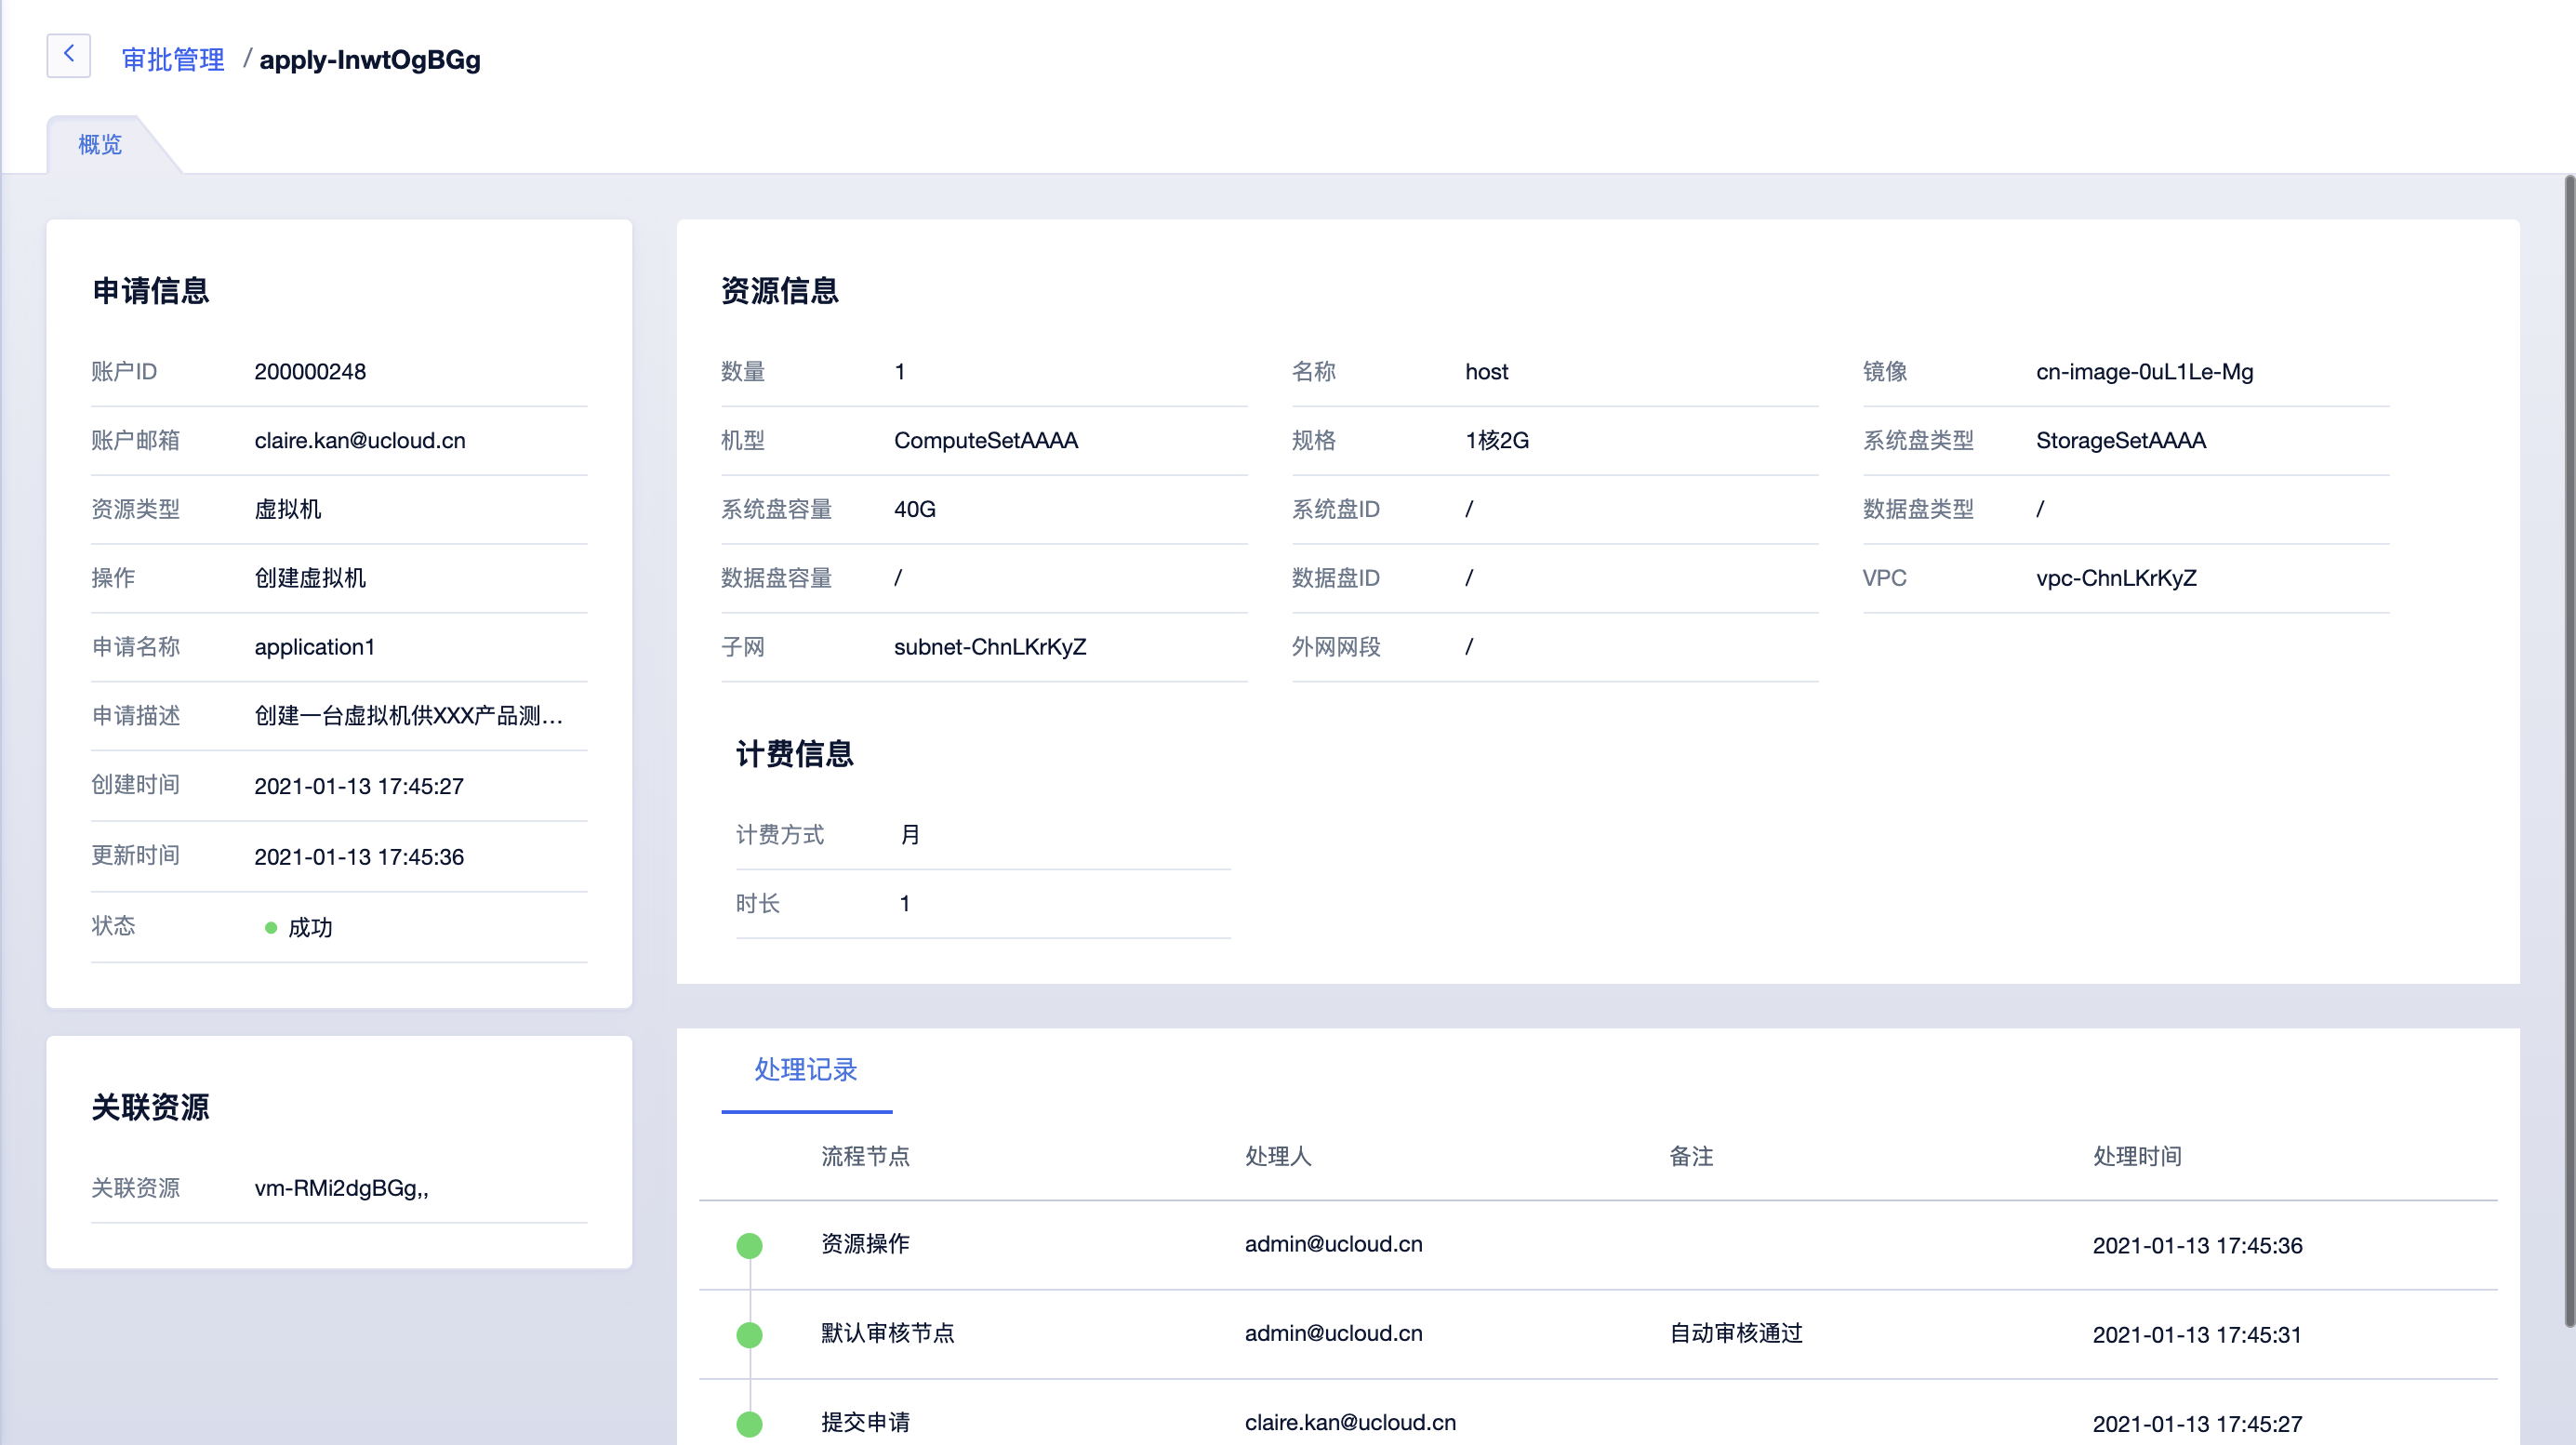 审批管理 / apply-InwtOgBGg
概览
申请信息
账户ID 200000248
账户邮箱 claire.kan@ucloud.cn
资源类型 虚拟机
操作 创建虚拟机
申请名称 application1
申请描述 创建一台虚拟机供XXX产品测...
创建时间 2021-01-13 17:45:27
更新时间 2021-01-13 17:45:36
状态 成功
关联资源
关联资源 vm-RMi2dgBGg,,
资源信息
数量 1 名称 host 镜像 cn-image-0uL1Le-Mg
机型 ComputeSetAAAA 规格 1核2G 系统盘类型 StorageSetAAAA
系统盘容量 40G 系统盘ID / 数据盘类型 /
数据盘容量 / 数据盘ID / VPC vpc-ChnLKrKyZ
子网 subnet-ChnLKrKyZ 外网网段 /
计费信息
计费方式 月
时长 1
处理记录
流程节点 处理人 备注 处理时间
资源操作 admin@ucloud.cn 2021-01-13 17:45:36
默认审核节点 admin@ucloud.cn 自动审核通过 2021-01-13 17:45:31
提交申请 claire.kan@ucloud.cn 2021-01-13 17:45:27